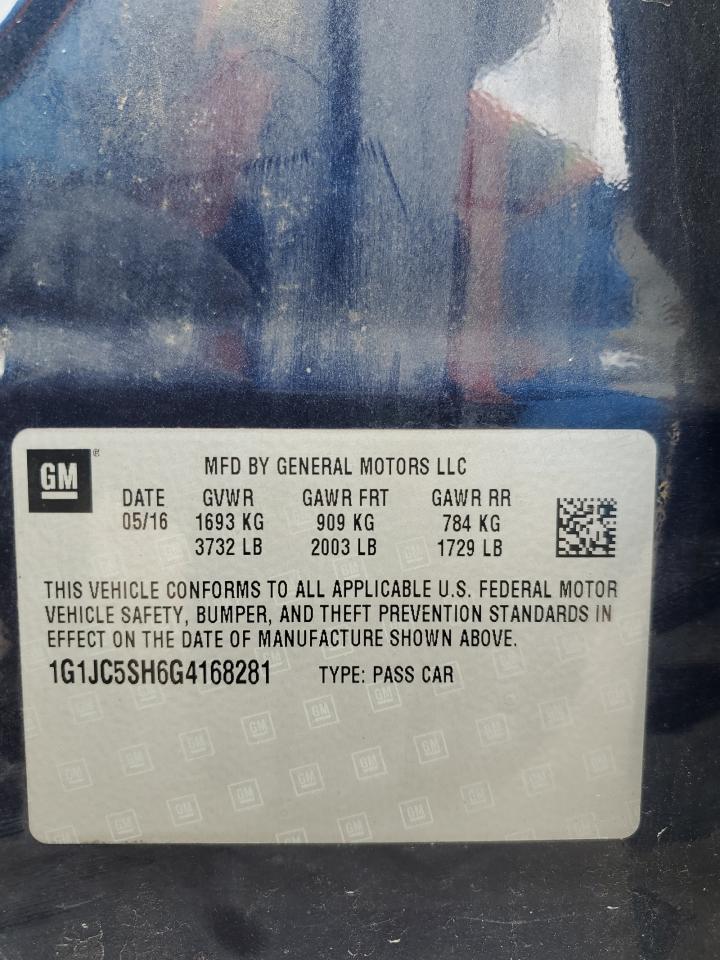 GM ® MFD BY GENERAL MOTORS LLC
DATE GVWR GAWR FRT GAWR RR
05/16 1693 KG 909 KG 784 KG
3732 LB 2003 LB 1729 LB
THIS VEHICLE CONFORMS TO ALL APPLICABLE U.S. FEDERAL MOTOR
VEHICLE SAFETY, BUMPER, AND THEFT PREVENTION STANDARDS IN
EFFECT ON THE DATE OF MANUFACTURE SHOWN ABOVE.
1G1JC5SH6G4168281 TYPE: PASS CAR